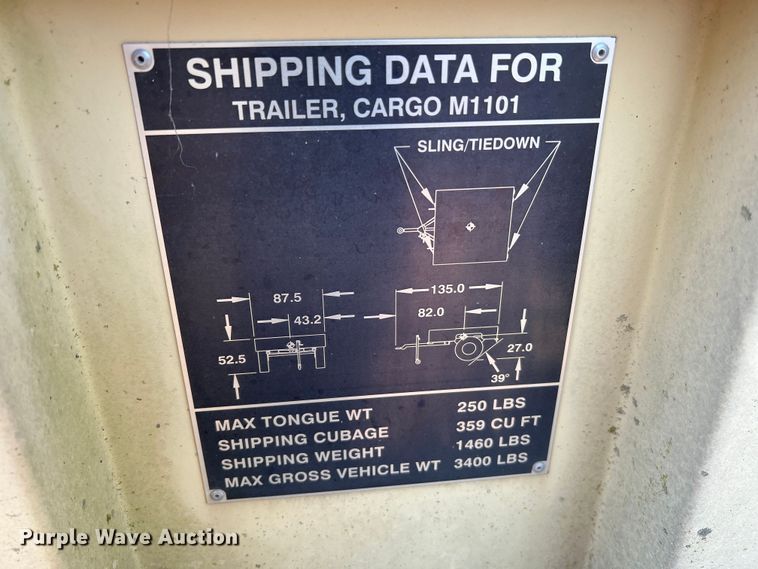 SHIPPING DATA FOR
TRAILER, CARGO M1101
SLING/TIEDOWN
87.5
43.2
52.5
135.0
82.0
27.0
39°
MAX TONGUE WT 250 LBS
SHIPPING CUBAGE 359 CU FT
SHIPPING WEIGHT 1460 LBS
MAX GROSS VEHICLE WT 3400 LBS
Purple Wave Auction